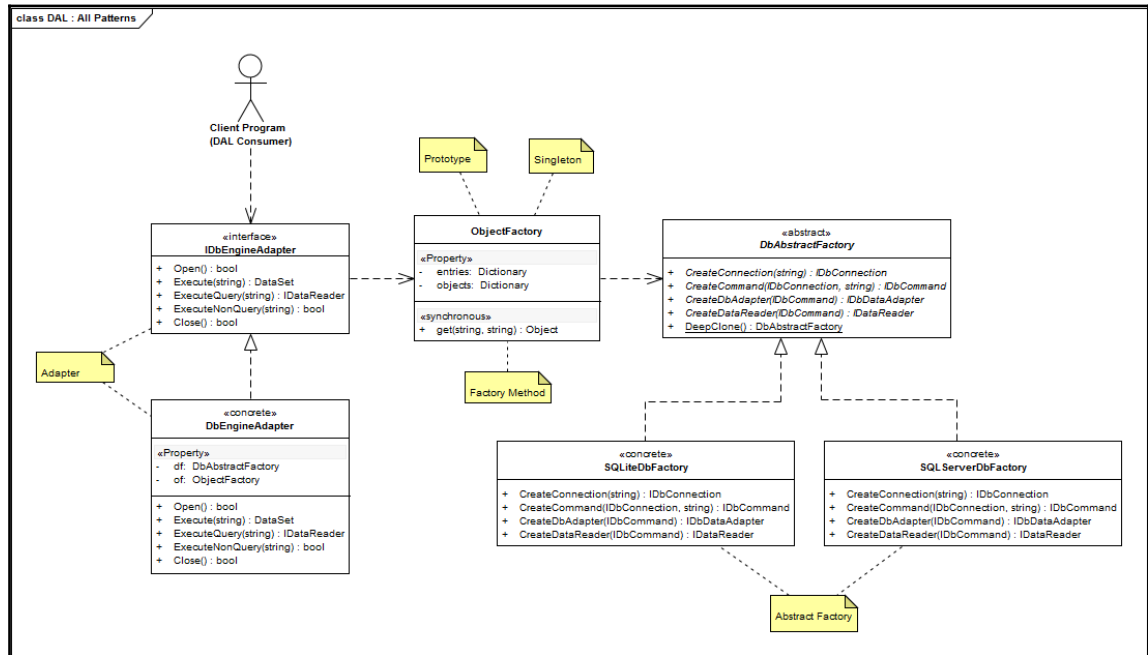 class DAL : All Patterns
Client Program
(DAL Consumer)
Prototype
Singleton
«interface»
IDbEngineAdapter
+ Open() : bool
+ Execute(string) : DataSet
+ ExecuteQuery(string) : IDataReader
+ ExecuteNonQuery(string) : bool
+ Close() : bool
ObjectFactory
«Property»
- entries: Dictionary
- objects: Dictionary
«synchronous»
+ get(string, string) : Object
«abstract»
DbAbstractFactory
+ CreateConnection(string) : IDbConnection
+ CreateCommand(IDbConnection, string) : IDbCommand
+ CreateDbAdapter(IDbCommand) : IDbDataAdapter
+ CreateDataReader(IDbCommand) : IDataReader
+ DeepClone() : DbAbstractFactory
Adapter
Factory Method
«concrete»
DbEngineAdapter
«Property»
- df: DbAbstractFactory
- of: ObjectFactory
+ Open() : bool
+ Execute(string) : DataSet
+ ExecuteQuery(string) : IDataReader
+ ExecuteNonQuery(string) : bool
+ Close() : bool
«concrete»
SQLiteDbFactory
+ CreateConnection(string) : IDbConnection
+ CreateCommand(IDbConnection, string) : IDbCommand
+ CreateDbAdapter(IDbCommand) : IDbDataAdapter
+ CreateDataReader(IDbCommand) : IDataReader
«concrete»
SQLServerDbFactory
+ CreateConnection(string) : IDbConnection
+ CreateCommand(IDbConnection, string) : IDbCommand
+ CreateDbAdapter(IDbCommand) : IDbDataAdapter
+ CreateDataReader(IDbCommand) : IDataReader
Abstract Factory